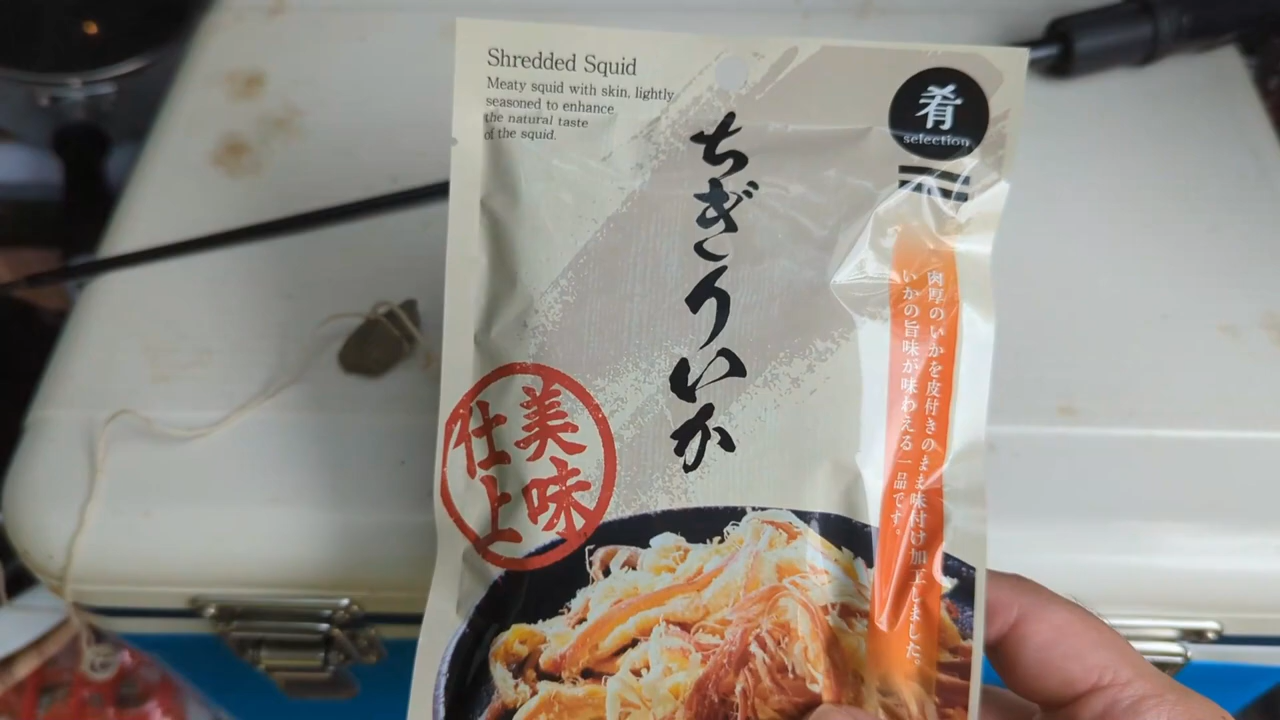 Shredded Squid
Meaty squid with skin, lightly
seasoned to enhance
the natural taste
of the squid.
肴
selection
ちぎりいか
肉厚のいかを皮付きのまま味付け加工しました。
いかの旨味が味わえる一品です。
美味
仕上